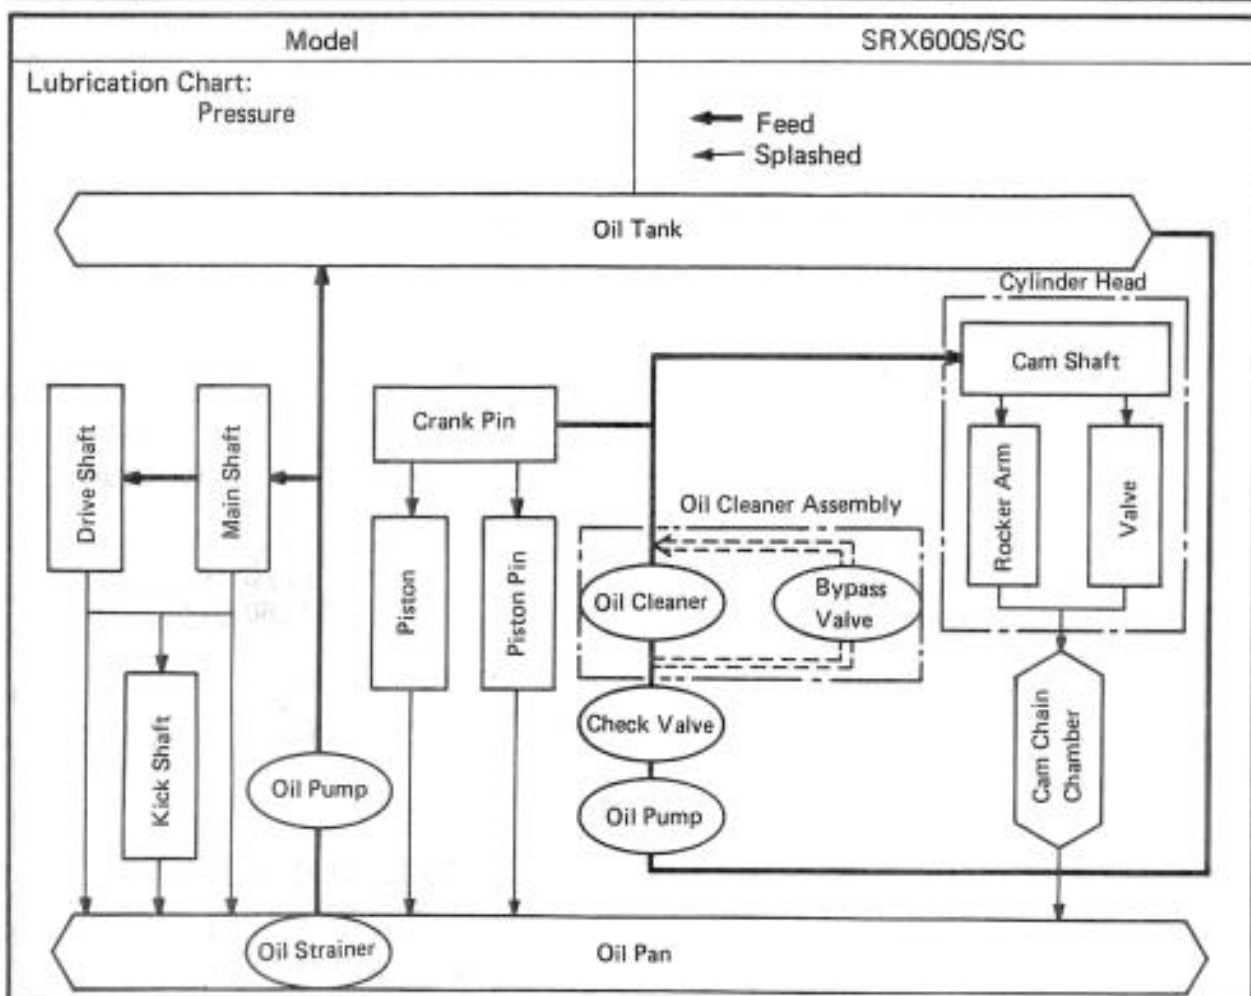 Model
SRX600S/SC
Lubrication Chart:
Pressure
Feed
Splashed
Oil Tank
Cylinder Head
Cam Shaft
Crank Pin
Drive Shaft
Main Shaft
Rocker Arm
Valve
Oil Cleaner Assembly
Piston
Piston Pin
Oil Cleaner
Bypass
Valve
Kick Shaft
Check Valve
Cam Chain
Chamber
Oil Pump
Oil Pump
Oil Strainer
Oil Pan